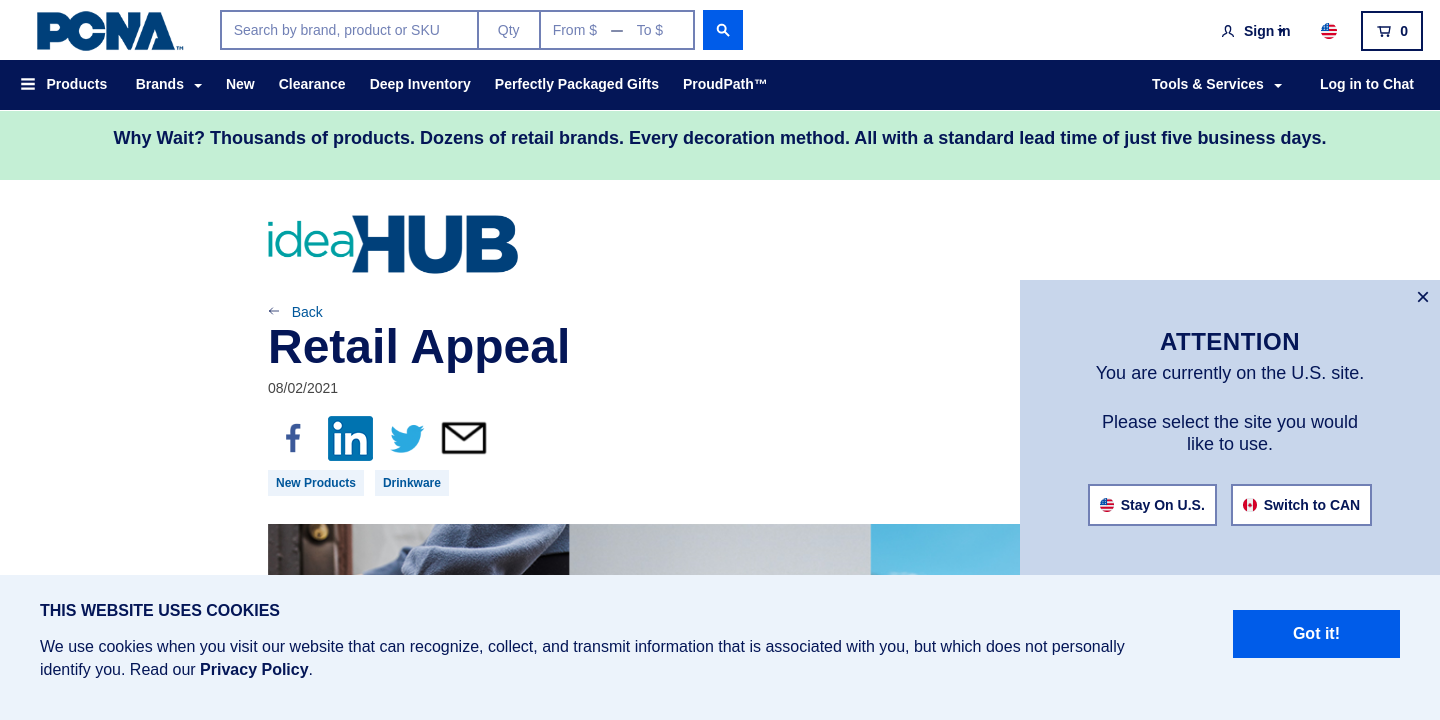 PCNA™
Search by brand, product or SKU
Qty
From $ — To $
Sign in
0
Products
Brands
New
Clearance
Deep Inventory
Perfectly Packaged Gifts
ProudPath™
Tools & Services
Log in to Chat
Why Wait? Thousands of products. Dozens of retail brands. Every decoration method. All with a standard lead time of just five business days.
ideaHUB
Back
Retail Appeal
08/02/2021
New Products
Drinkware
×
ATTENTION
You are currently on the U.S. site.
Please select the site you would
like to use.
Stay On U.S.
Switch to CAN
THIS WEBSITE USES COOKIES
We use cookies when you visit our website that can recognize, collect, and transmit information that is associated with you, but which does not personally
identify you. Read our Privacy Policy.
Got it!